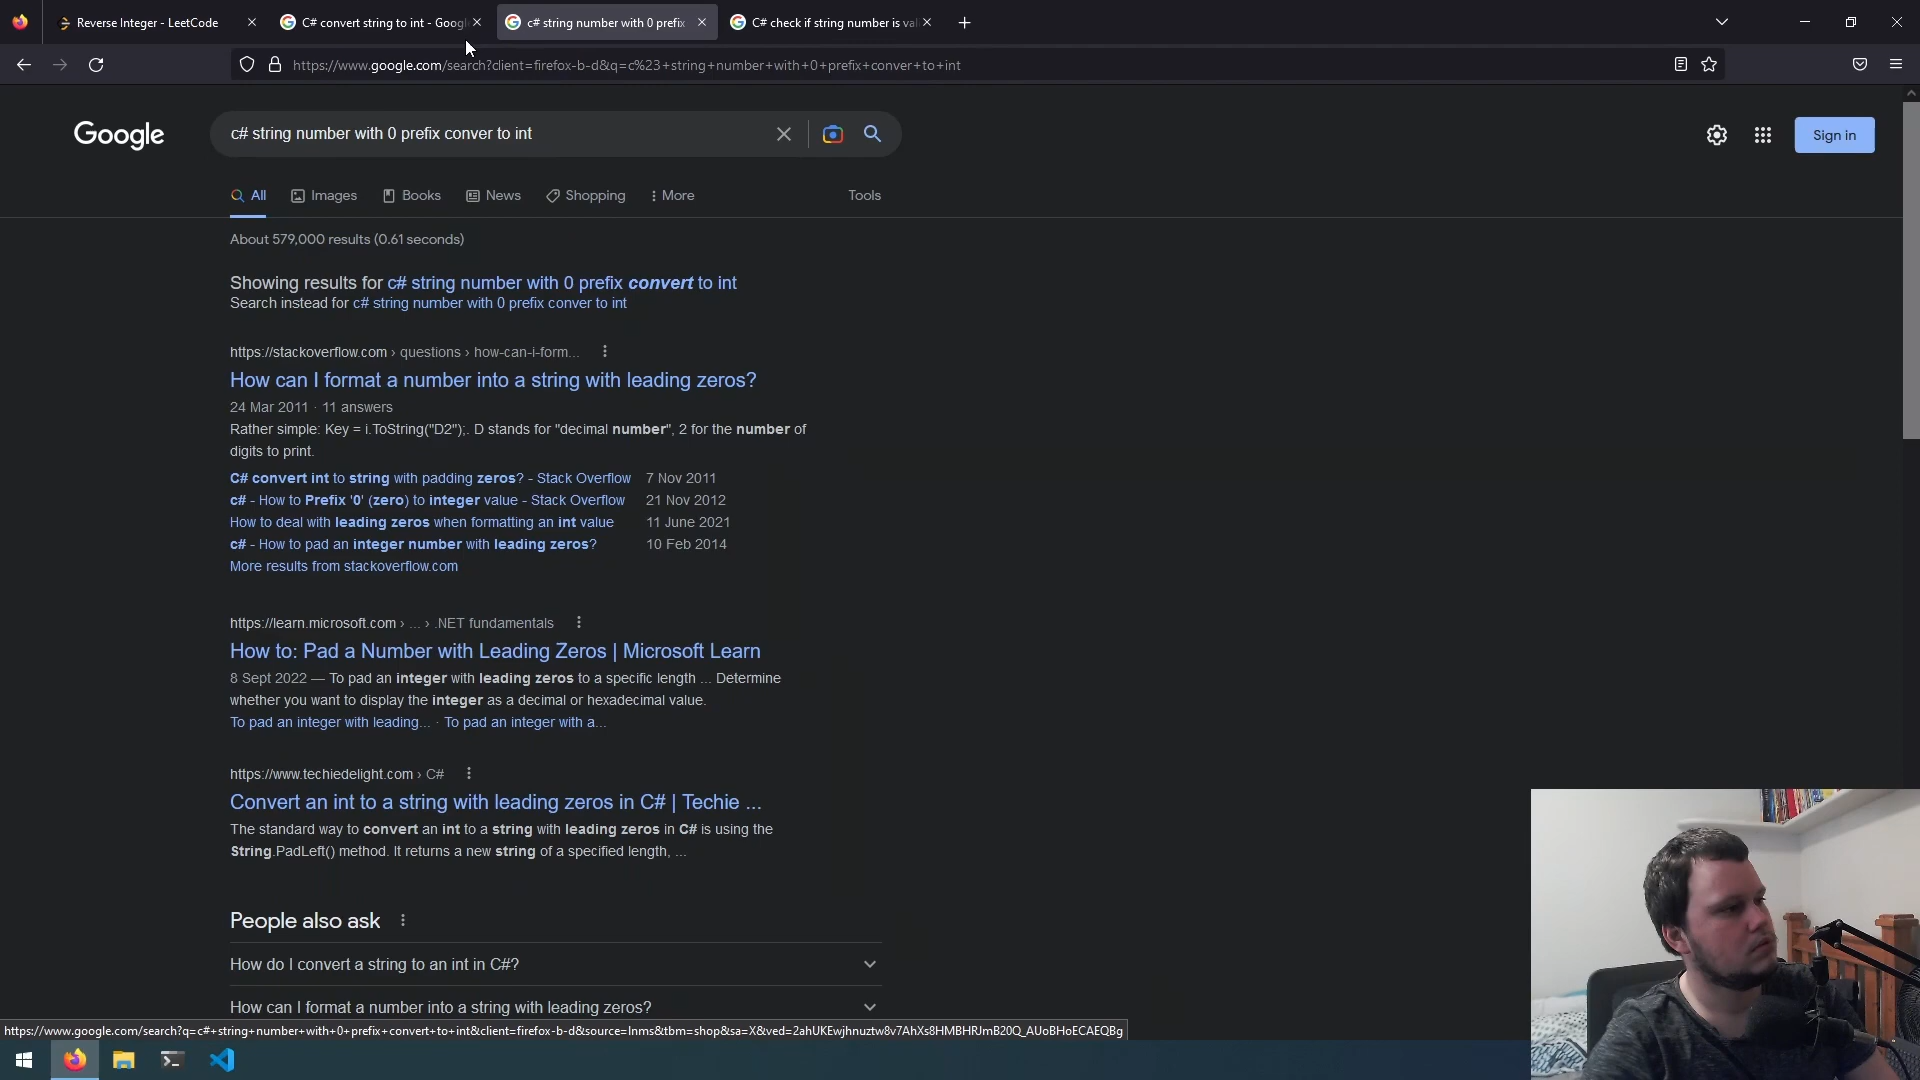 Reverse Integer - LeetCode
C# convert string to int - Googl
c# string number with 0 prefix
C# check if string number is val
https://www.google.com/search?client=firefox-b-d&q=c%23+string+number+with+0+prefix+conver+to+int
Google
c# string number with 0 prefix conver to int
Sign in
All
Images
Books
News
Shopping
More
Tools
About 579,000 results (0.61 seconds)
Showing results for c# string number with 0 prefix convert to int
Search instead for c# string number with 0 prefix conver to int
https://stackoverflow.com › questions › how-can-i-form...
How can I format a number into a string with leading zeros?
24 Mar 2011 · 11 answers
Rather simple: Key = i.ToString("D2");. D stands for "decimal number", 2 for the number of
digits to print.
C# convert int to string with padding zeros? - Stack Overflow 7 Nov 2011
c# - How to Prefix '0' (zero) to integer value - Stack Overflow 21 Nov 2012
How to deal with leading zeros when formatting an int value 11 June 2021
c# - How to pad an integer number with leading zeros? 10 Feb 2014
More results from stackoverflow.com
https://learn.microsoft.com › ... › .NET fundamentals
How to: Pad a Number with Leading Zeros | Microsoft Learn
8 Sept 2022 — To pad an integer with leading zeros to a specific length ... Determine
whether you want to display the integer as a decimal or hexadecimal value.
To pad an integer with leading... · To pad an integer with a...
https://www.techiedelight.com › C#
Convert an int to a string with leading zeros in C# | Techie ...
The standard way to convert an int to a string with leading zeros in C# is using the
String.PadLeft() method. It returns a new string of a specified length, ...
People also ask
How do I convert a string to an int in C#?
How can I format a number into a string with leading zeros?
https://www.google.com/search?q=c#+string+number+with+0+prefix+convert+to+int&client=firefox-b-d&source=lnms&tbm=shop&sa=X&ved=2ahUKEwjhnuztw8v7AhXs8HMBHRJmB20Q_AUoBHoECAEQBg